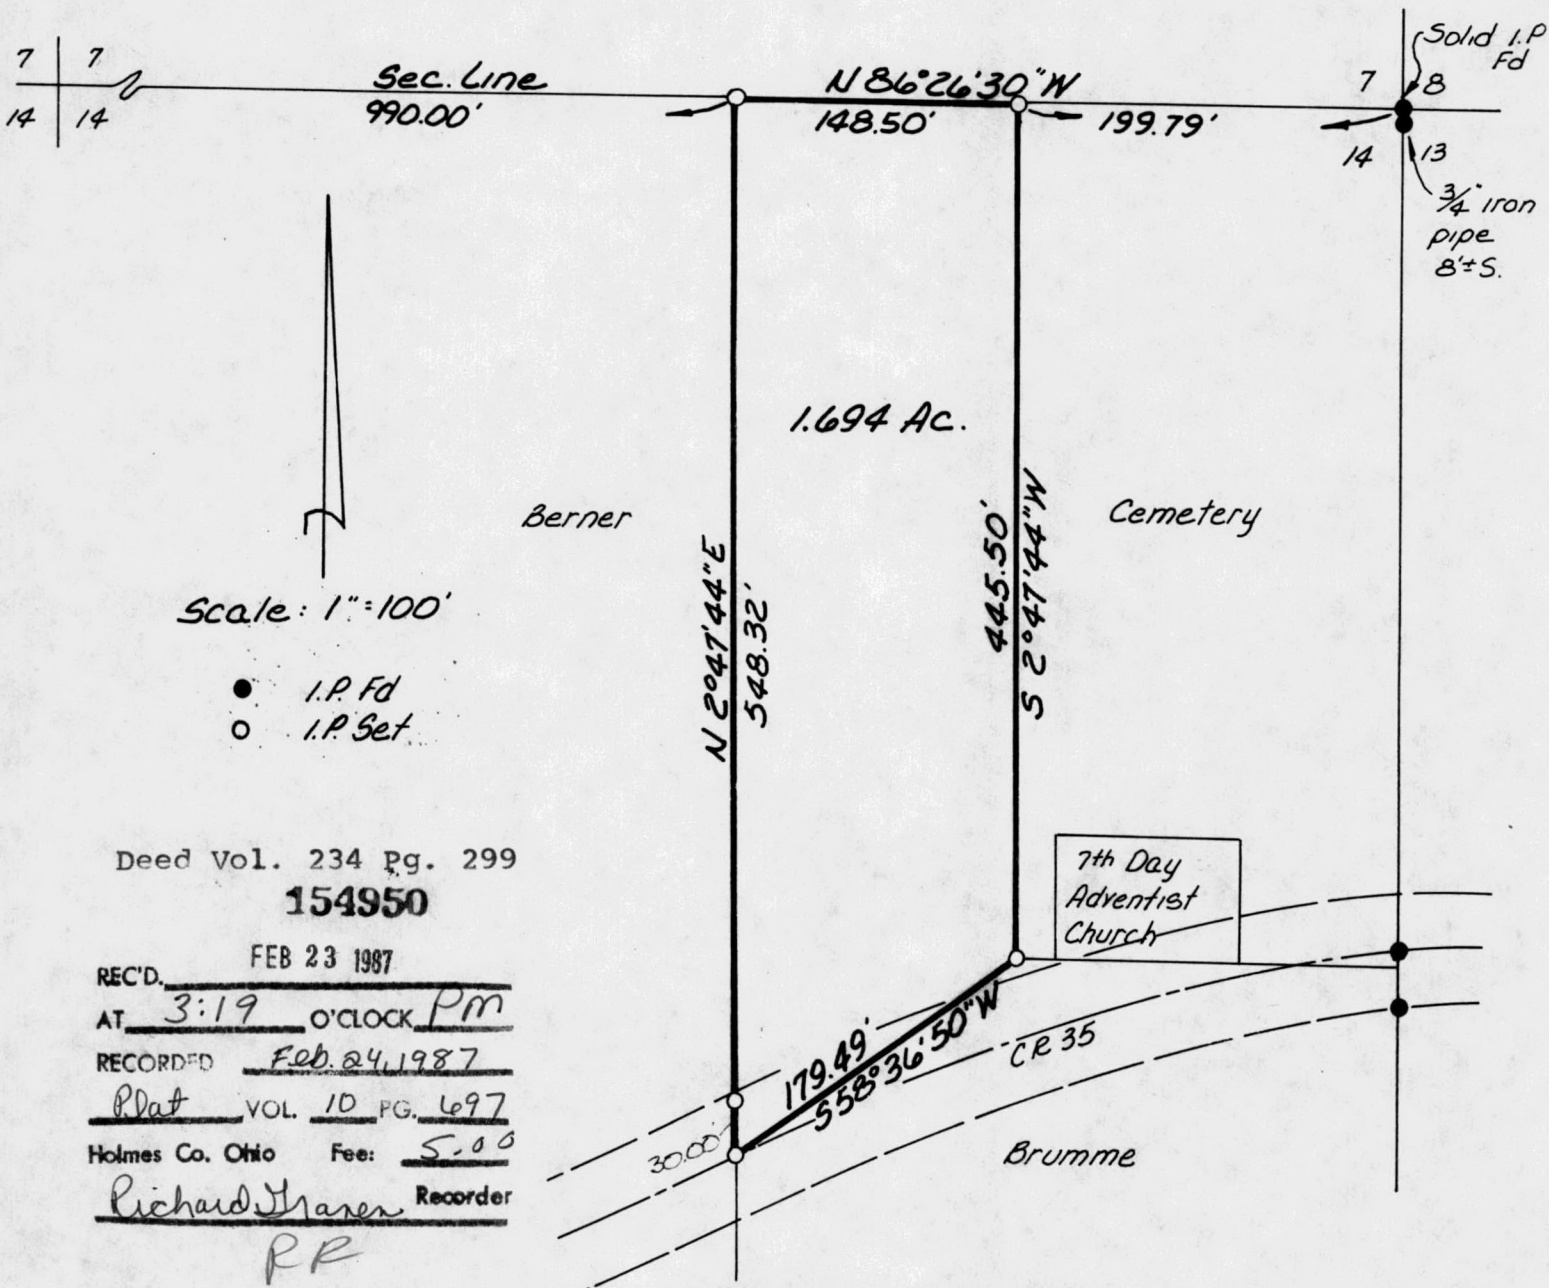 Solid I.P
Fd
7 7
14 14
Sec. Line
990.00'
N 86°26'30"W
148.50'
199.79'
7 8
14 13
3/4" iron
pipe
8'± S.
1.694 Ac.
Berner
Cemetery
N 2°47'44"E
548.32'
445.50'
S 2°47'44"W
Scale: 1"=100'
I.P. Fd
I.P. Set
7th Day
Adventist
Church
179.49'
S58°36'50"W
CR 35
30.00'
Brumme
Deed Vol. 234 Pg. 299
154950
REC'D. FEB 23 1987
AT 3:19 O'CLOCK Pm
RECORDED Feb. 24, 1987
Plat VOL. 10 PG. 697
Holmes Co. Ohio Fee: 5.00
Richard Recorder
RR